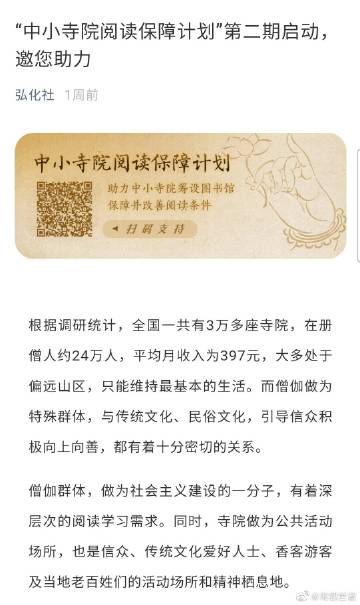 “中小寺院阅读保障计划”第二期启动，
邀您助力
弘化社 1周前
中小寺院阅读保障计划
助力中小寺院筹设图书馆
保障并改善阅读条件
◀ 扫码支持
根据调研统计，全国一共有3万多座寺院，在册
僧人约24万人，平均月收入为397元，大多处于
偏远山区，只能维持最基本的生活。而僧伽做为
特殊群体，与传统文化、民俗文化，引导信众积
极向上向善，都有着十分密切的关系。
僧伽群体，做为社会主义建设的一分子，有着深
层次的阅读学习需求。同时，寺院做为公共活动
场所，也是信众、传统文化爱好人士、香客游客
及当地老百姓们的活动场所和精神栖息地。